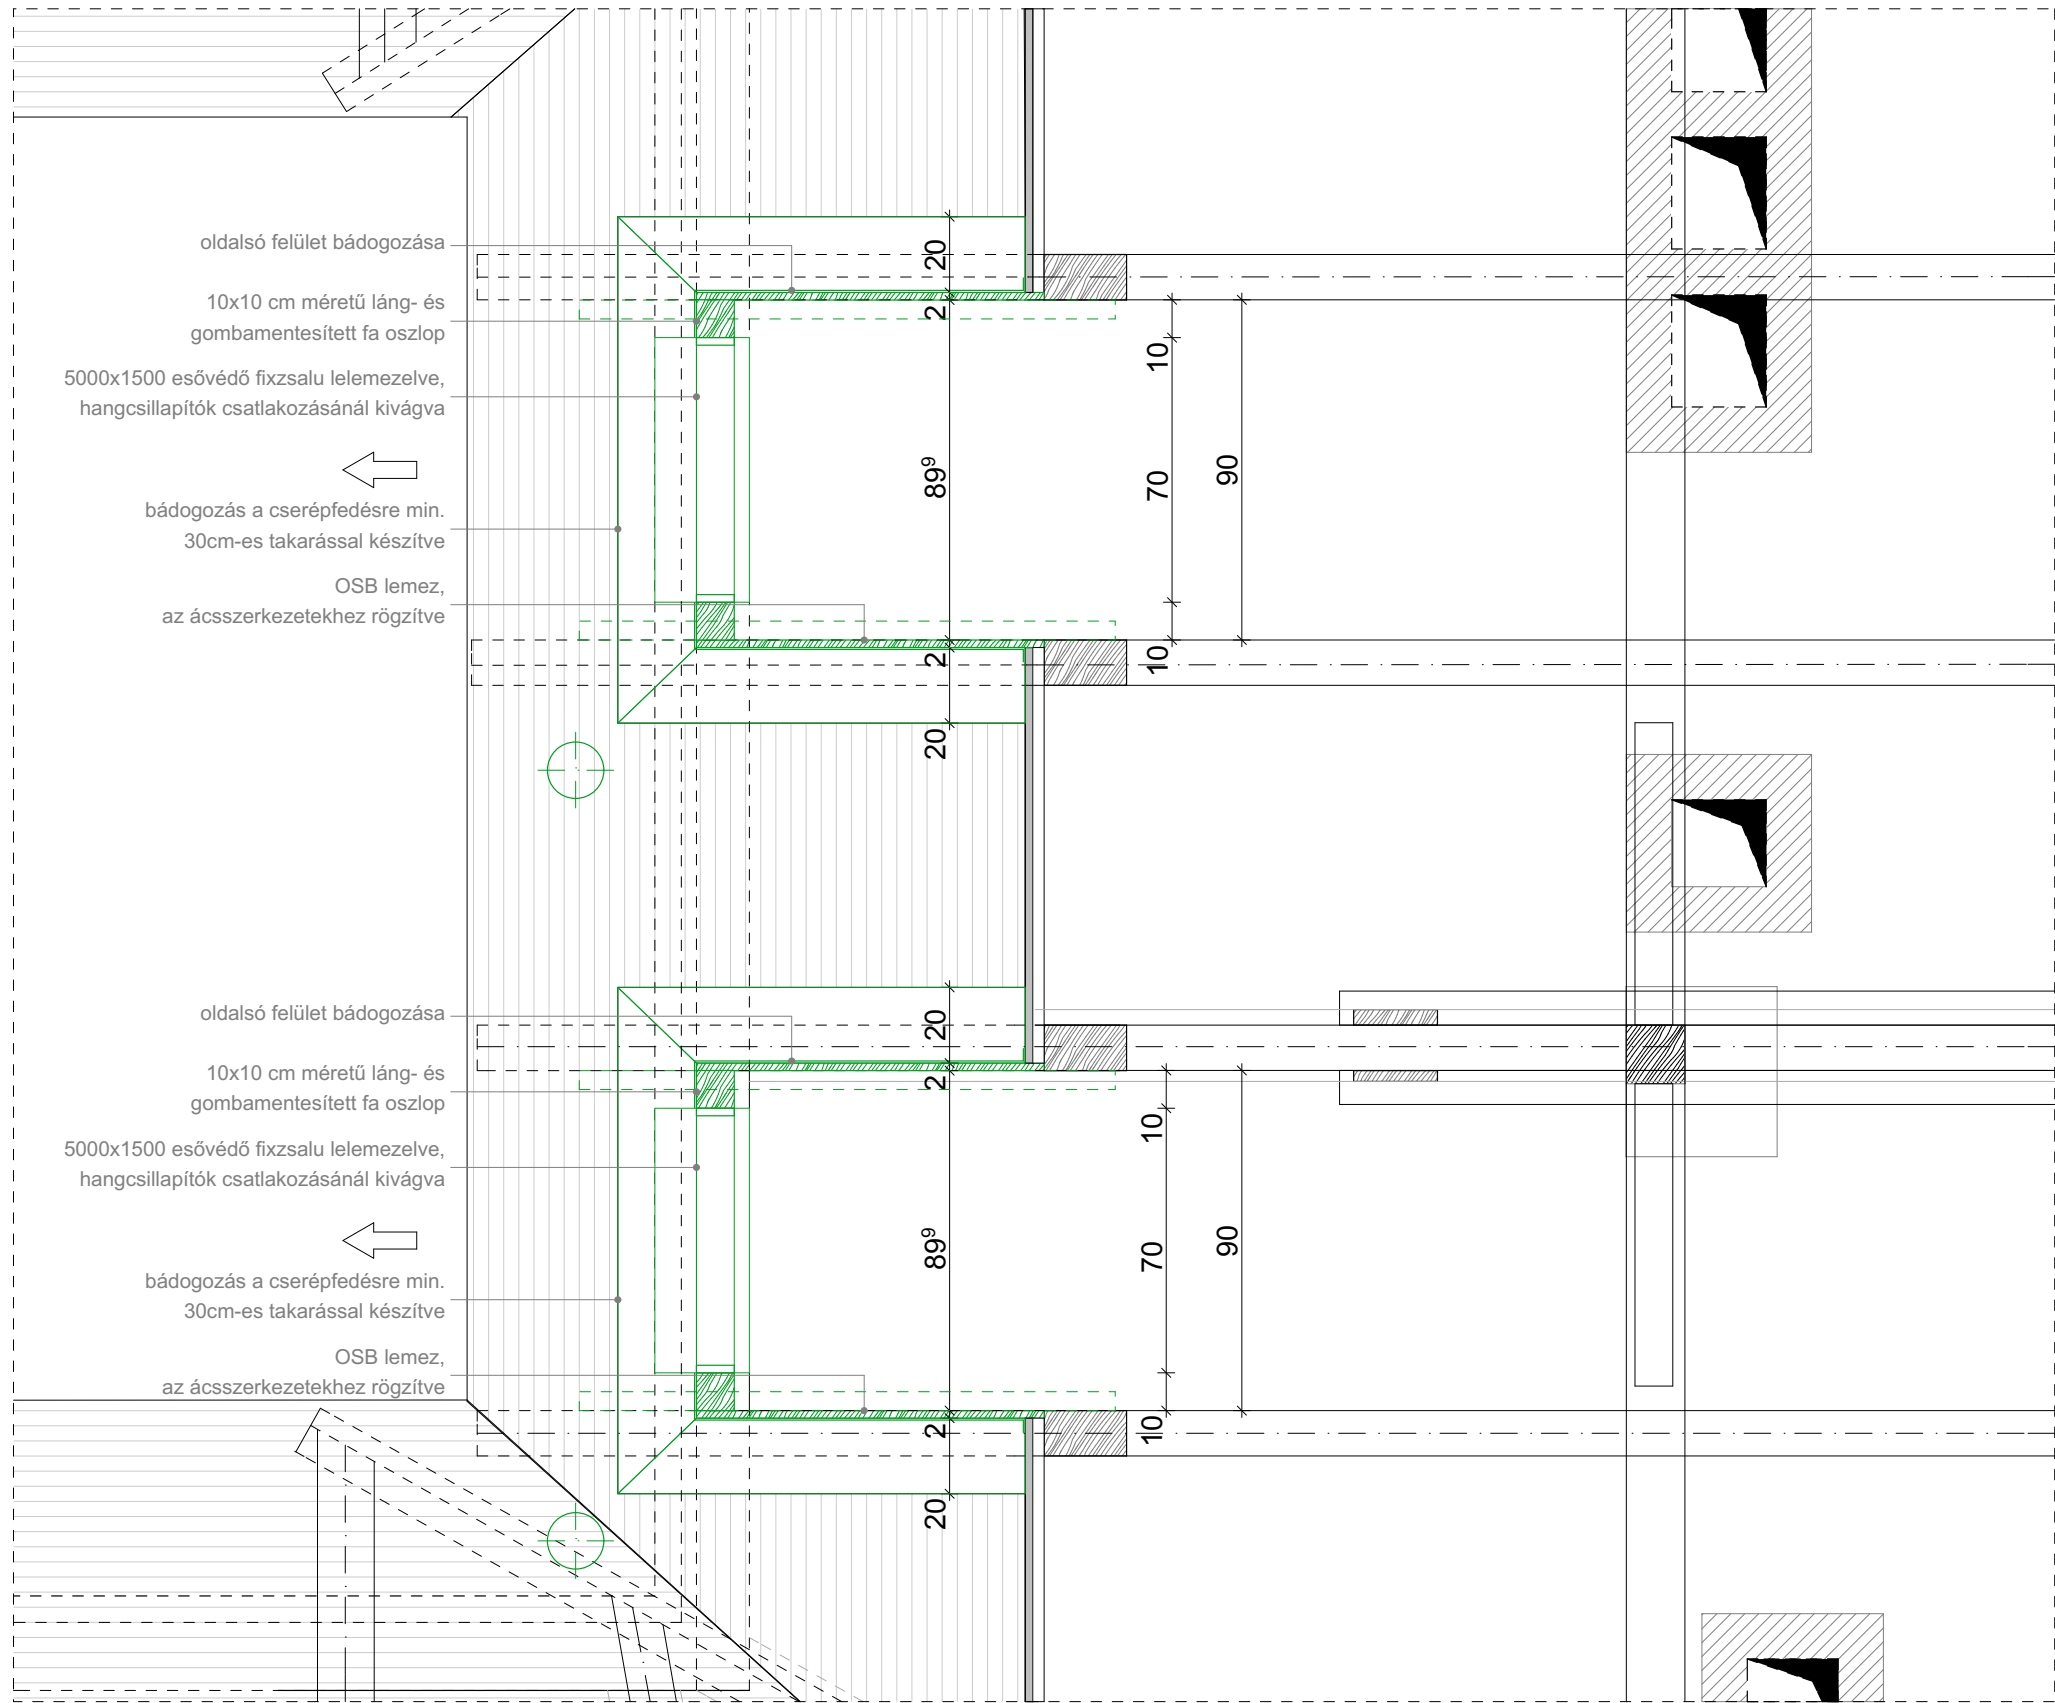 oldalsó felület bádogozása
10x10 cm méretű láng- és
gombamentesített fa oszlop
5000x1500 esővédő fixzsalu lelemezelve,
hangcsillapítók csatlakozásánál kivágva
bádogozás a cserépfedésre min.
30cm-es takarással készítve
OSB lemez,
az ácsszerkezetekhez rögzítve
20
2
89⁹
2
20
10
70
10
90
oldalsó felület bádogozása
10x10 cm méretű láng- és
gombamentesített fa oszlop
5000x1500 esővédő fixzsalu lelemezelve,
hangcsillapítók csatlakozásánál kivágva
bádogozás a cserépfedésre min.
30cm-es takarással készítve
OSB lemez,
az ácsszerkezetekhez rögzítve
20
2
89⁹
2
20
10
70
10
90